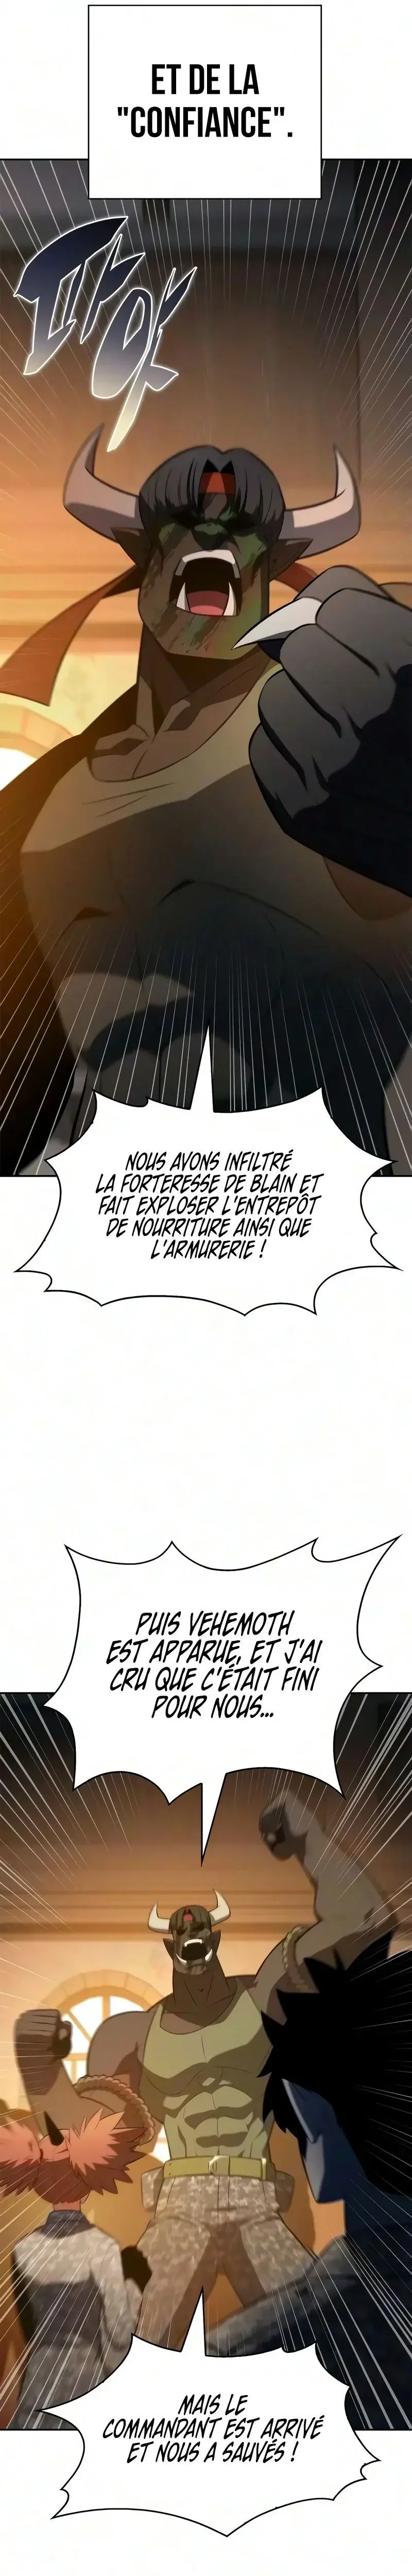 ET DE LA
"CONFIANCE".
파앗
NOUS AVONS INFILTRÉ
LA FORTERESSE DE BLAIN ET
FAIT EXPLOSER L'ENTREPÔT
DE NOURRITURE AINSI QUE
L'ARMURERIE !
PUIS VEHEMOTH
EST APPARUE, ET J'AI
CRU QUE C'ÉTAIT FINI
POUR NOUS...
MAIS LE
COMMANDANT EST ARRIVÉ
ET NOUS A SAUVÉS !